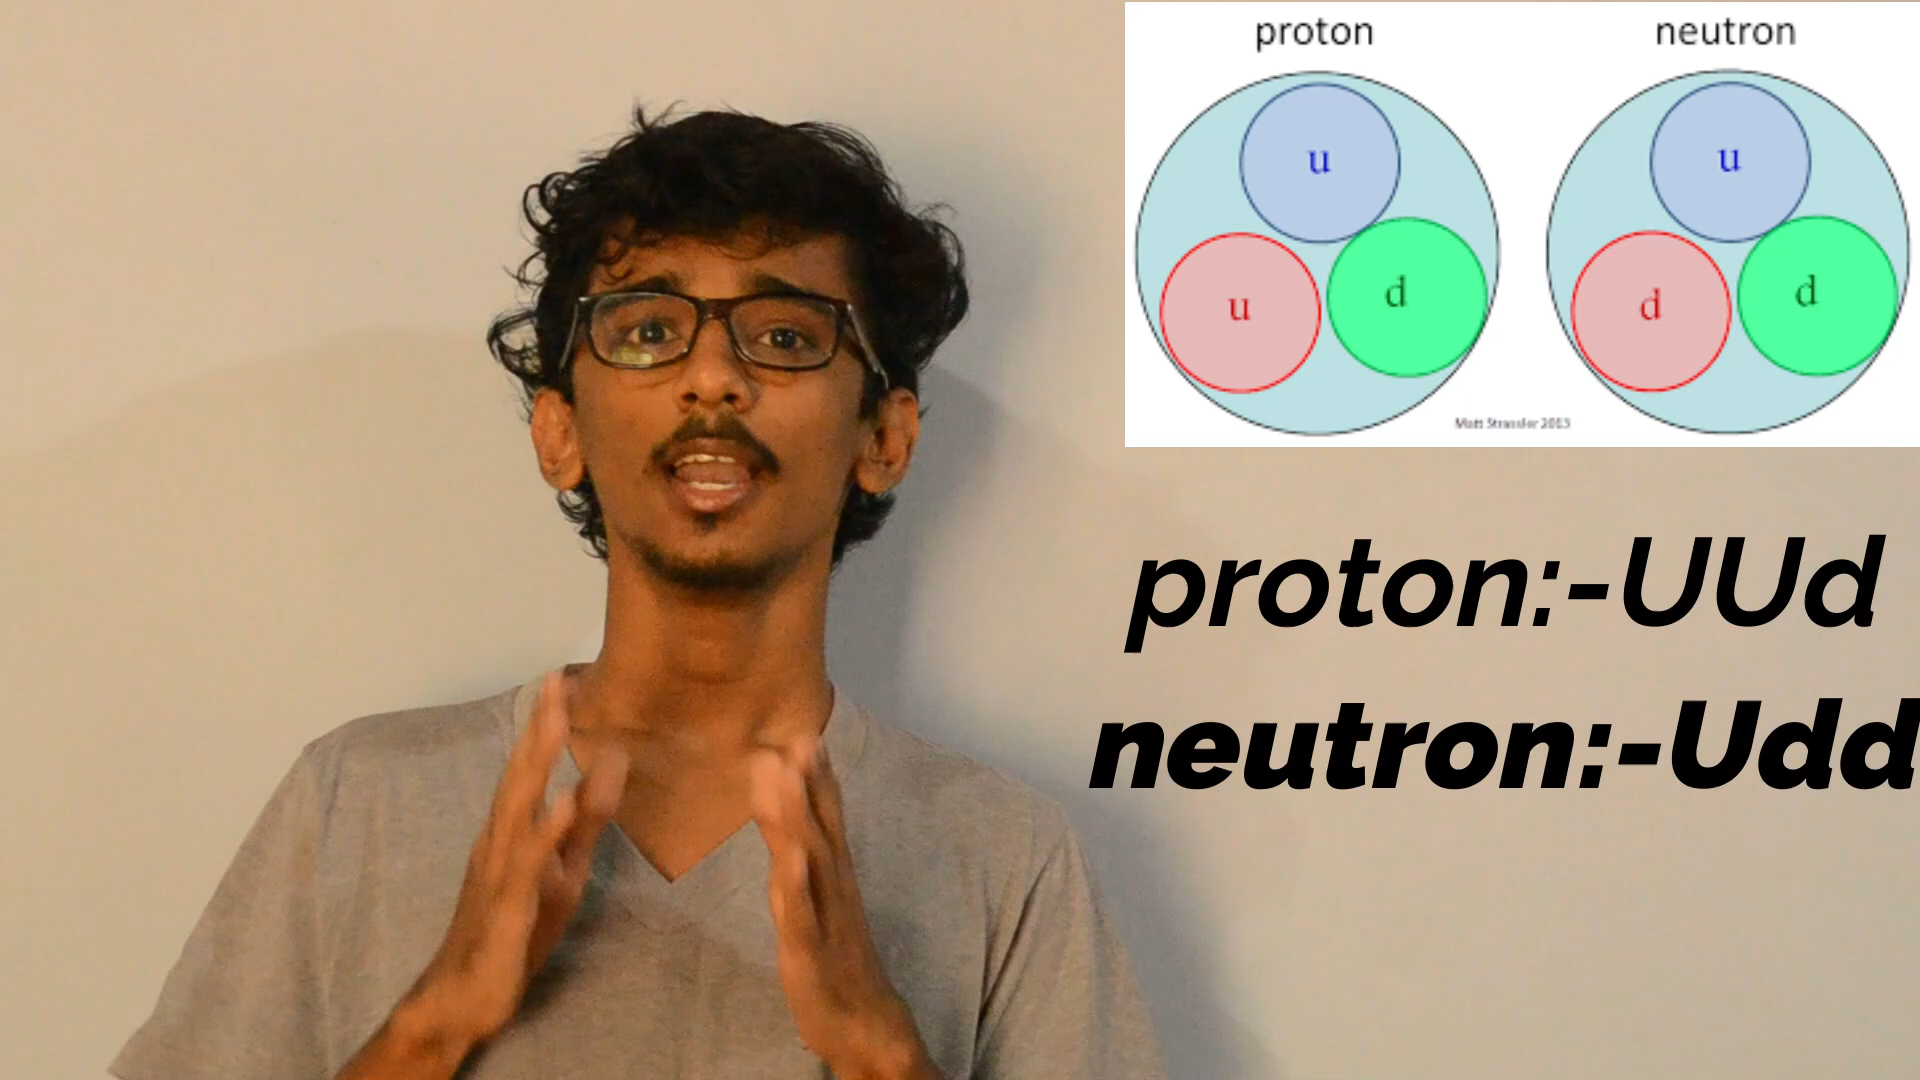 proton neutron
u u
u d d d
Matt Strassler 2013
proton:-UUd
neutron:-Udd